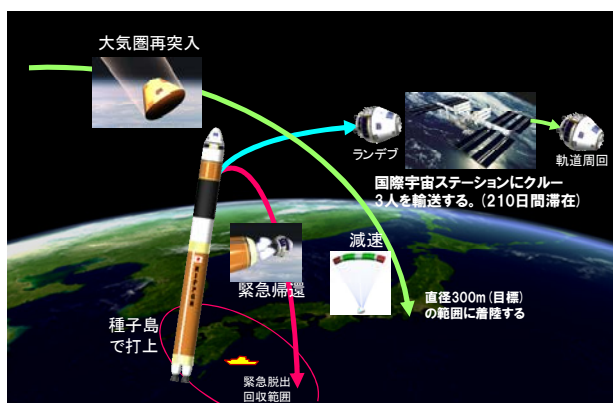 大気圏再突入
ランデブ
軌道周回
国際宇宙ステーションにクルー
3人を輸送する。(210日間滞在)
減速
緊急帰還
直径300m(目標)
の範囲に着陸する
種子島
で打上
緊急脱出
回収範囲